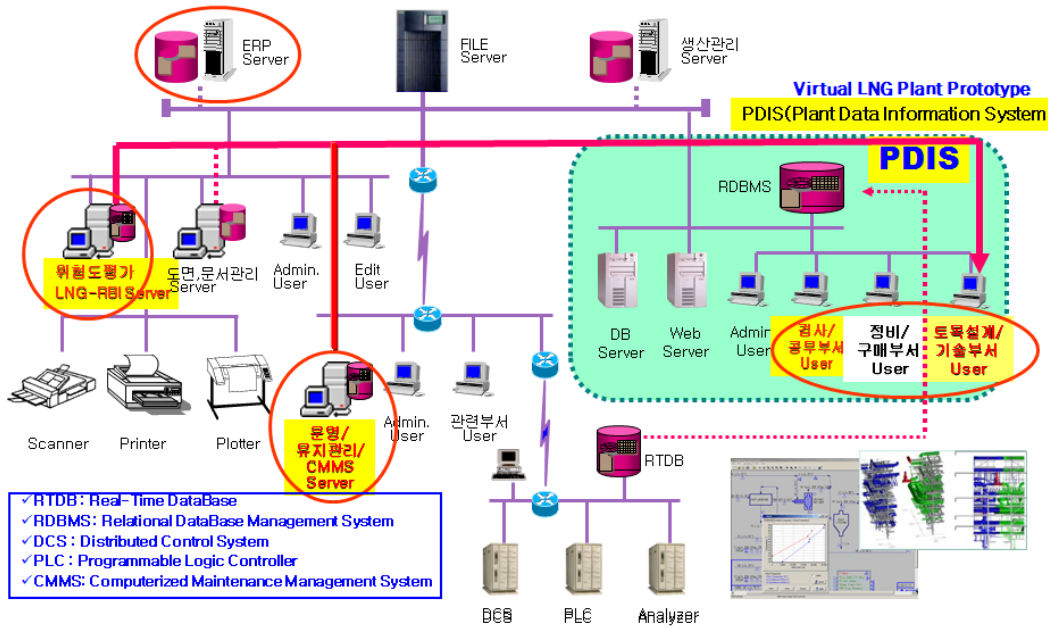 ERP
Server
FILE
Server
생산관리
Server
Virtual LNG Plant Prototype
PDIS(Plant Data Information System
PDIS
RDBMS
위험도평가
LNG-RBI Server
도면,문서관리
Server
Admin.
User
Edit
User
DB
Server
Web
Server
Admin
User
검사/
공무부서
User
정비/
구매부서
User
토목설계/
기술부서
User
Scanner
Printer
Plotter
운영/
유지관리/
CMMS
Server
Admin.
User
관련부서
User
RTDB
✓RTDB: Real-Time DataBase
✓RDBMS: Relational DataBase Management System
✓DCS: Distributed Control System
✓PLC: Programmable Logic Controller
✓CMMS: Computerized Maintenance Management System
DCS
PLC
Analyzer